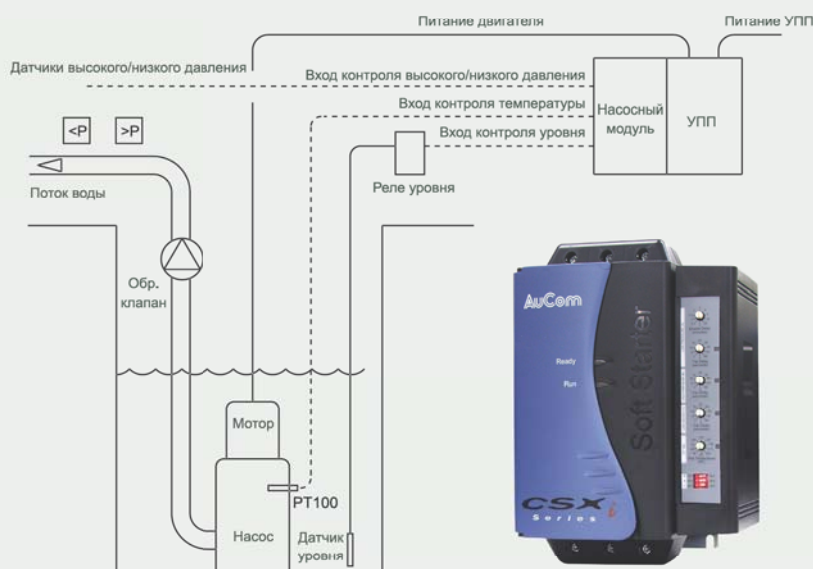 Питание двигателя
Питание УПП
Датчики высокого/низкого давления
Вход контроля высокого/низкого давления
Вход контроля температуры
Вход контроля уровня
Насосный
модуль
УПП
<P
>P
Реле уровня
Поток воды
Обр.
клапан
Мотор
PT100
Насос
Датчик
уровня
AuCom
Ready
Run
Soft Starter
CSX i
Series